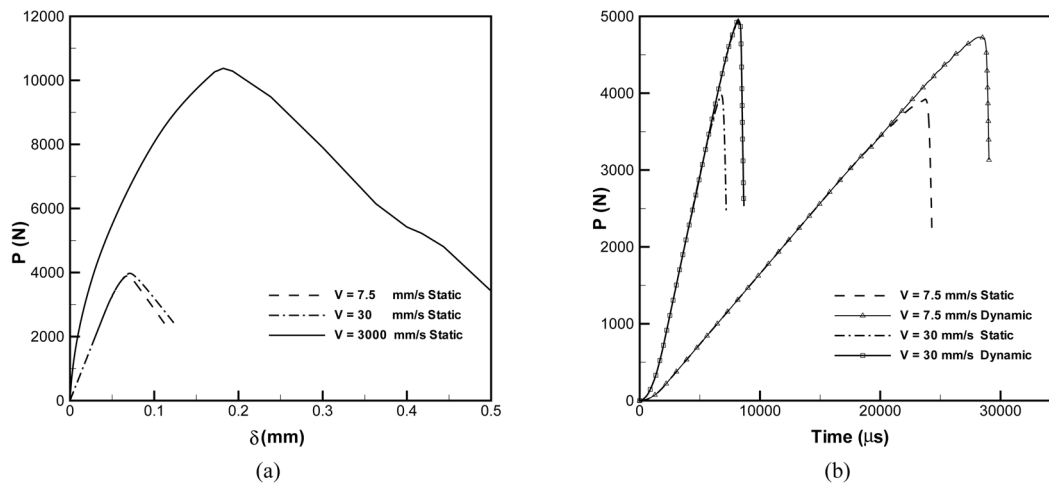 12000
10000
8000
6000
4000
2000
0
P (N)
0
0.1
0.2
0.3
0.4
0.5
δ (mm)
V = 7.5 mm/s Static
V = 30 mm/s Static
V = 3000 mm/s Static
(a)
5000
4000
3000
2000
1000
0
P (N)
0
10000
20000
30000
Time (μs)
V = 7.5 mm/s Static
V = 7.5 mm/s Dynamic
V = 30 mm/s Static
V = 30 mm/s Dynamic
(b)